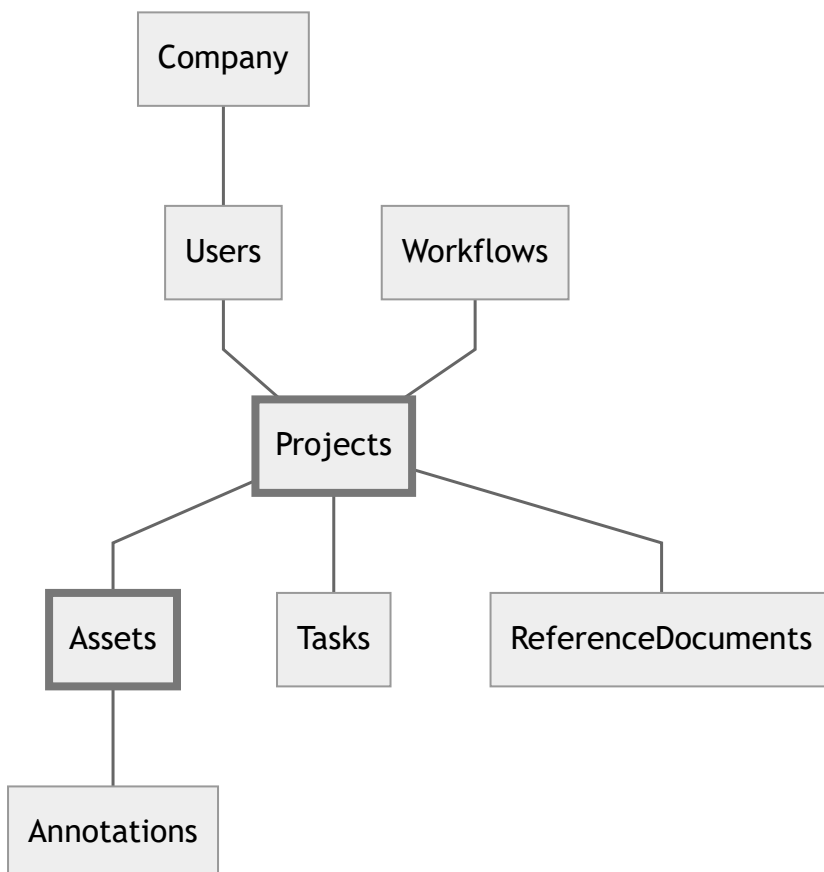 Company
Users
Workflows
Projects
Assets
Tasks
ReferenceDocuments
Annotations